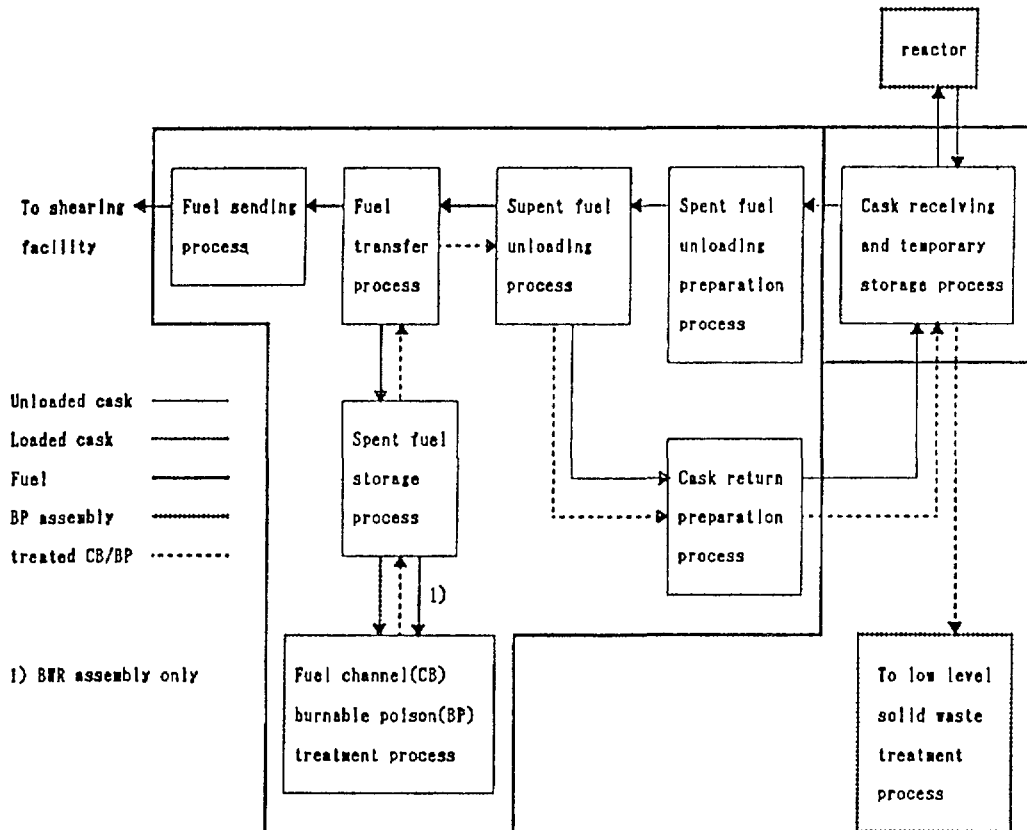 reactor
To shearing
facility
Fuel sending
process
Fuel
transfer
process
Supent fuel
unloading
process
Spent fuel
unloading
preparation
process
Cask receiving
and temporary
storage process
Unloaded cask
Loaded cask
Fuel
BP assembly
treated CB/BP
Spent fuel
storage
process
Cask return
preparation
process
1)
1) BWR assembly only
Fuel channel(CB)
burnable poison(BP)
treatment process
To low level
solid waste
treatment
process